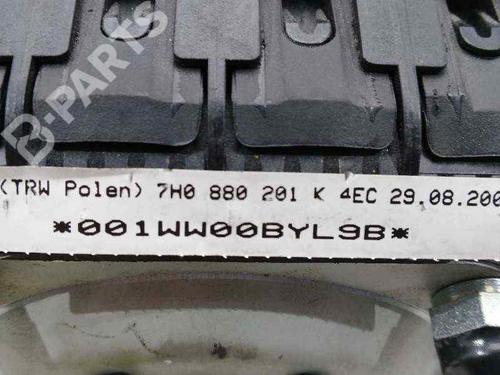 B-PARTS
(TRW Polen) 7H0 880 201 K 4EC 29.08.200
*001WW00BYL9B*